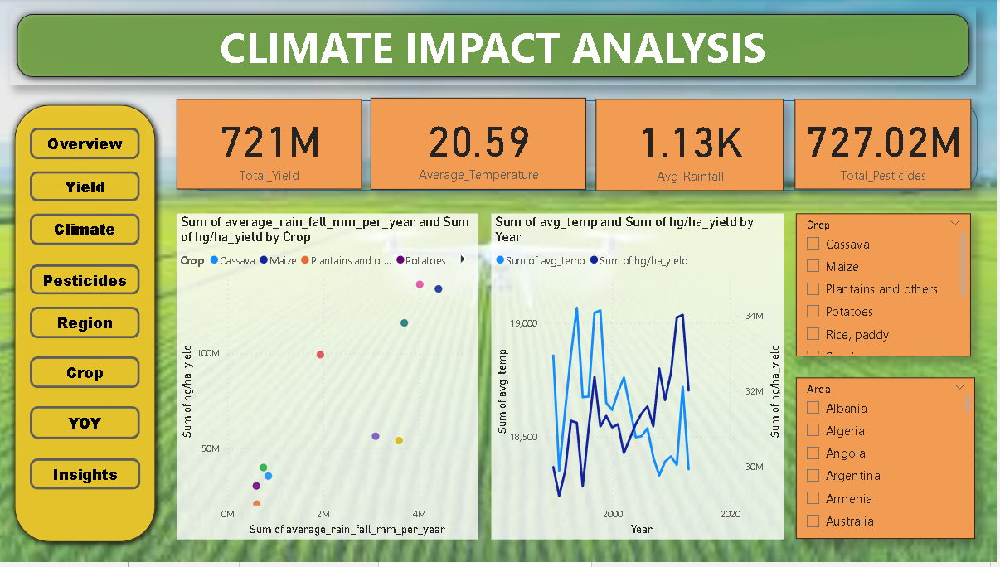 CLIMATE IMPACT ANALYSIS
Overview
Yield
Climate
Pesticides
Region
Crop
YOY
Insights
721M
Total_Yield
20.59
Average_Temperature
1.13K
Avg_Rainfall
727.02M
Total_Pesticides
Sum of average_rain_fall_mm_per_year and Sum
of hg/ha_yield by Crop
Crop Cassava Maize Plantains and ot... Potatoes
Sum of hg/ha_yield
100M
50M
0M 2M 4M
Sum of average_rain_fall_mm_per_year
Sum of avg_temp and Sum of hg/ha_yield by
Year
Sum of avg_temp Sum of hg/ha_yield
Sum of avg_temp
19,000
18,500
34M
32M
30M
Sum of hg/ha_yield
2000 2020
Year
Crop
Cassava
Maize
Plantains and others
Potatoes
Rice, paddy
Area
Albania
Algeria
Angola
Argentina
Armenia
Australia